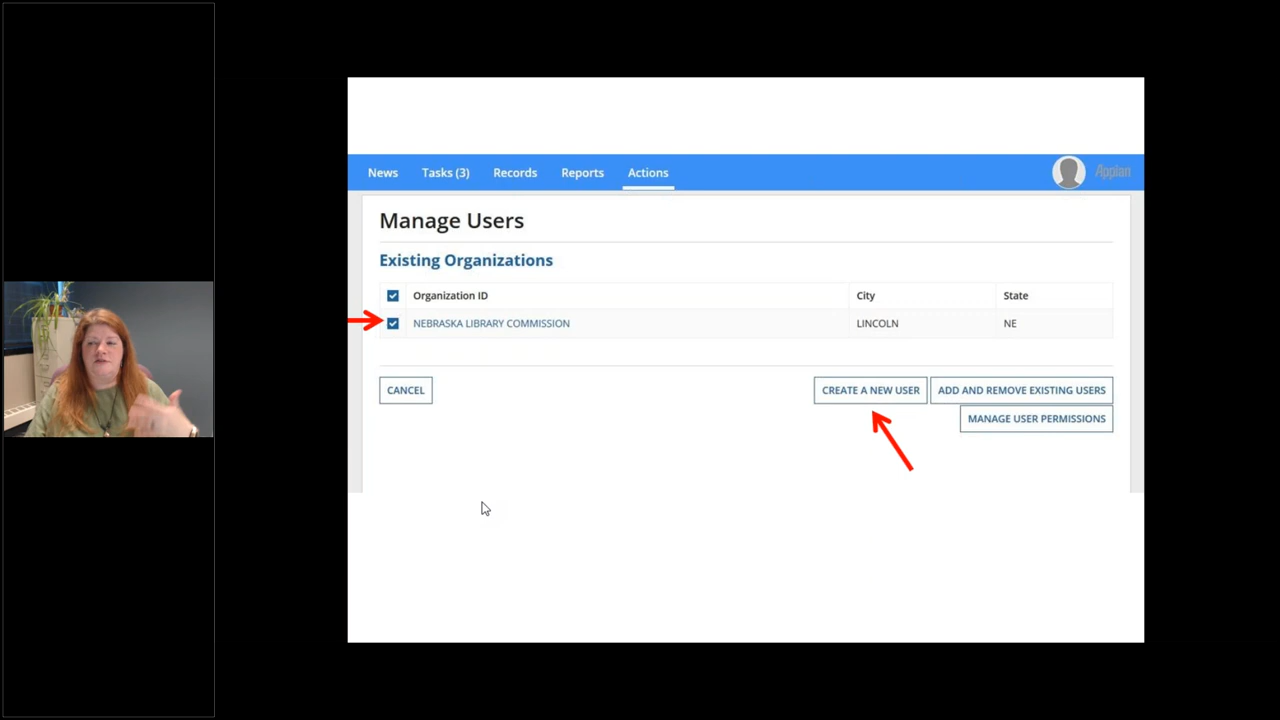 News Tasks (3) Records Reports Actions Appian
Manage Users
Existing Organizations
Organization ID City State
NEBRASKA LIBRARY COMMISSION LINCOLN NE
CANCEL CREATE A NEW USER ADD AND REMOVE EXISTING USERS
MANAGE USER PERMISSIONS